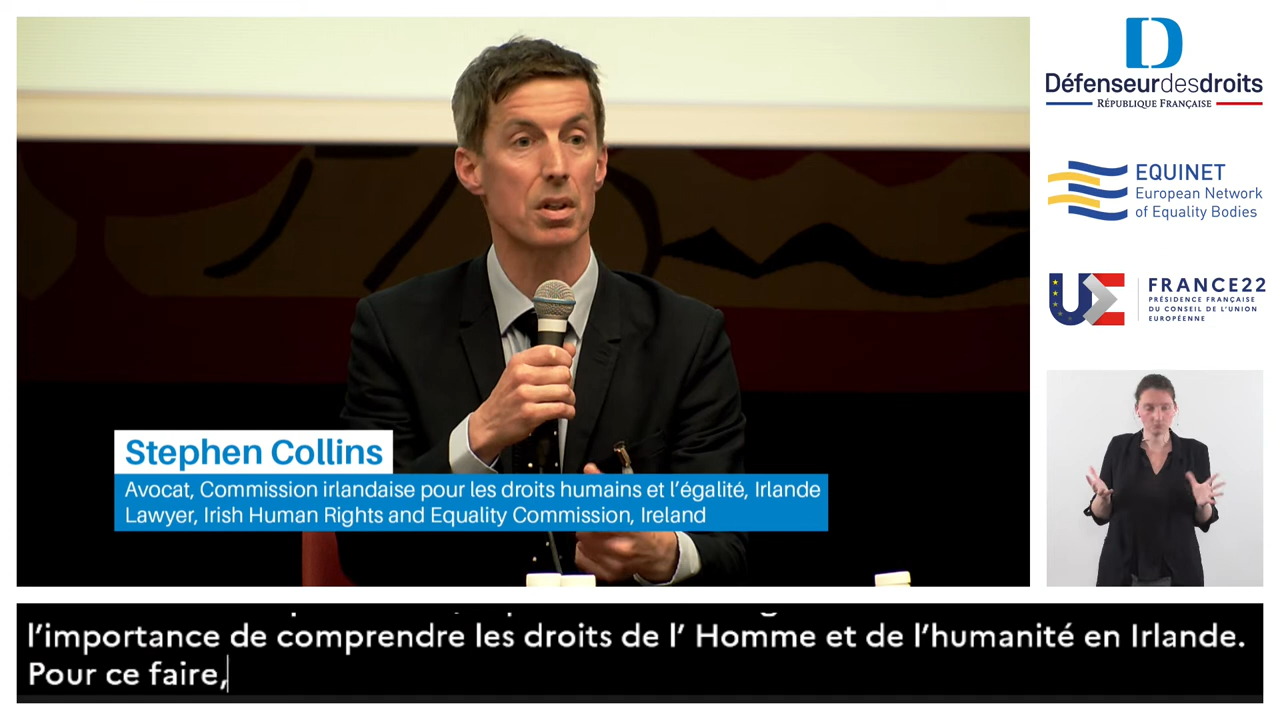 Défenseurdesdroits
RÉPUBLIQUE FRANÇAISE
EQUINET
European Network
of Equality Bodies
UE
FRANCE22
PRÉSIDENCE FRANÇAISE
DU CONSEIL DE L'UNION
EUROPÉENNE
Stephen Collins
Avocat, Commission irlandaise pour les droits humains et l'égalité, Irlande
Lawyer, Irish Human Rights and Equality Commission, Ireland
l'importance de comprendre les droits de l' Homme et de l'humanité en Irlande.
Pour ce faire,